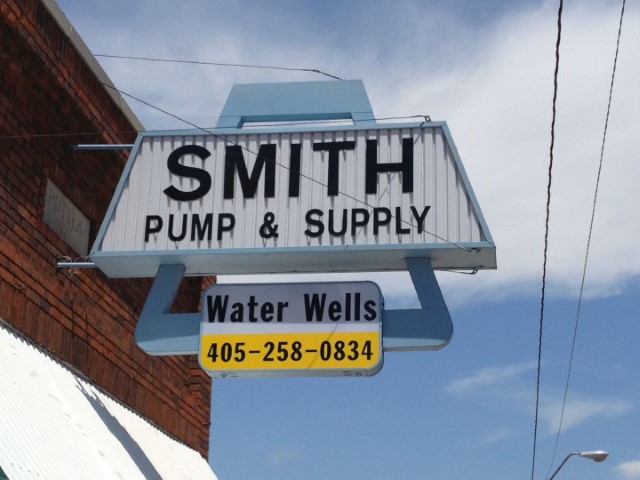 SMITH
PUMP & SUPPLY
Water Wells
405-258-0834